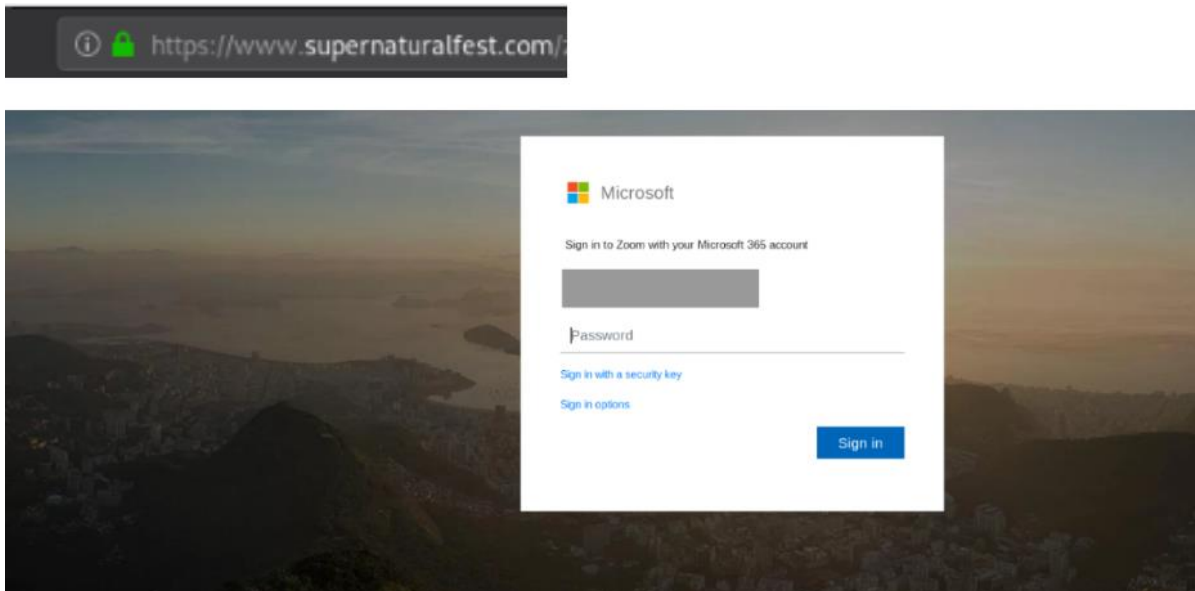 https://www.supernaturalfest.com/
Microsoft
Sign in to Zoom with your Microsoft 365 account
Password
Sign in with a security key
Sign in options
Sign in